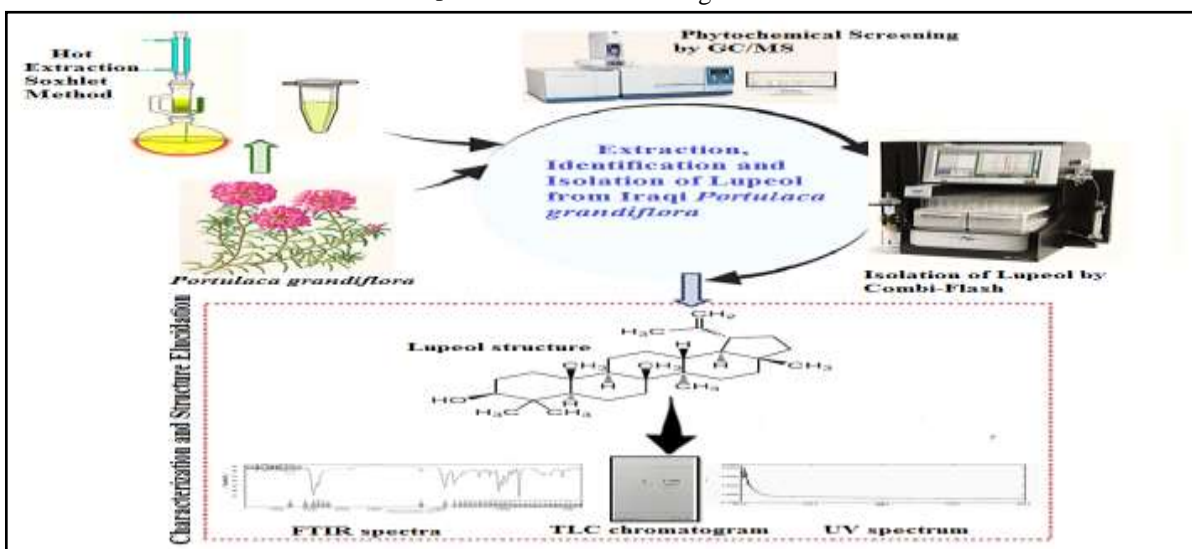 Hot
Extraction
Soxhlet
Method
Phytochemical Screening
by GC/MS
Extraction,
Identification and
Isolation of Lupeol
from Iraqi Portulaca
grandiflora
Portulaca grandiflora
Isolation of Lupeol by
Combi-Flash
Characterization and Structure Elucidation
Lupeol structure
CH₂
H₃C
H
CH₃
CH₃
H
CH₃
H
CH₃
HO
H
H₃C
CH₃
FTIR spectra
TLC chromatogram
UV spectrum